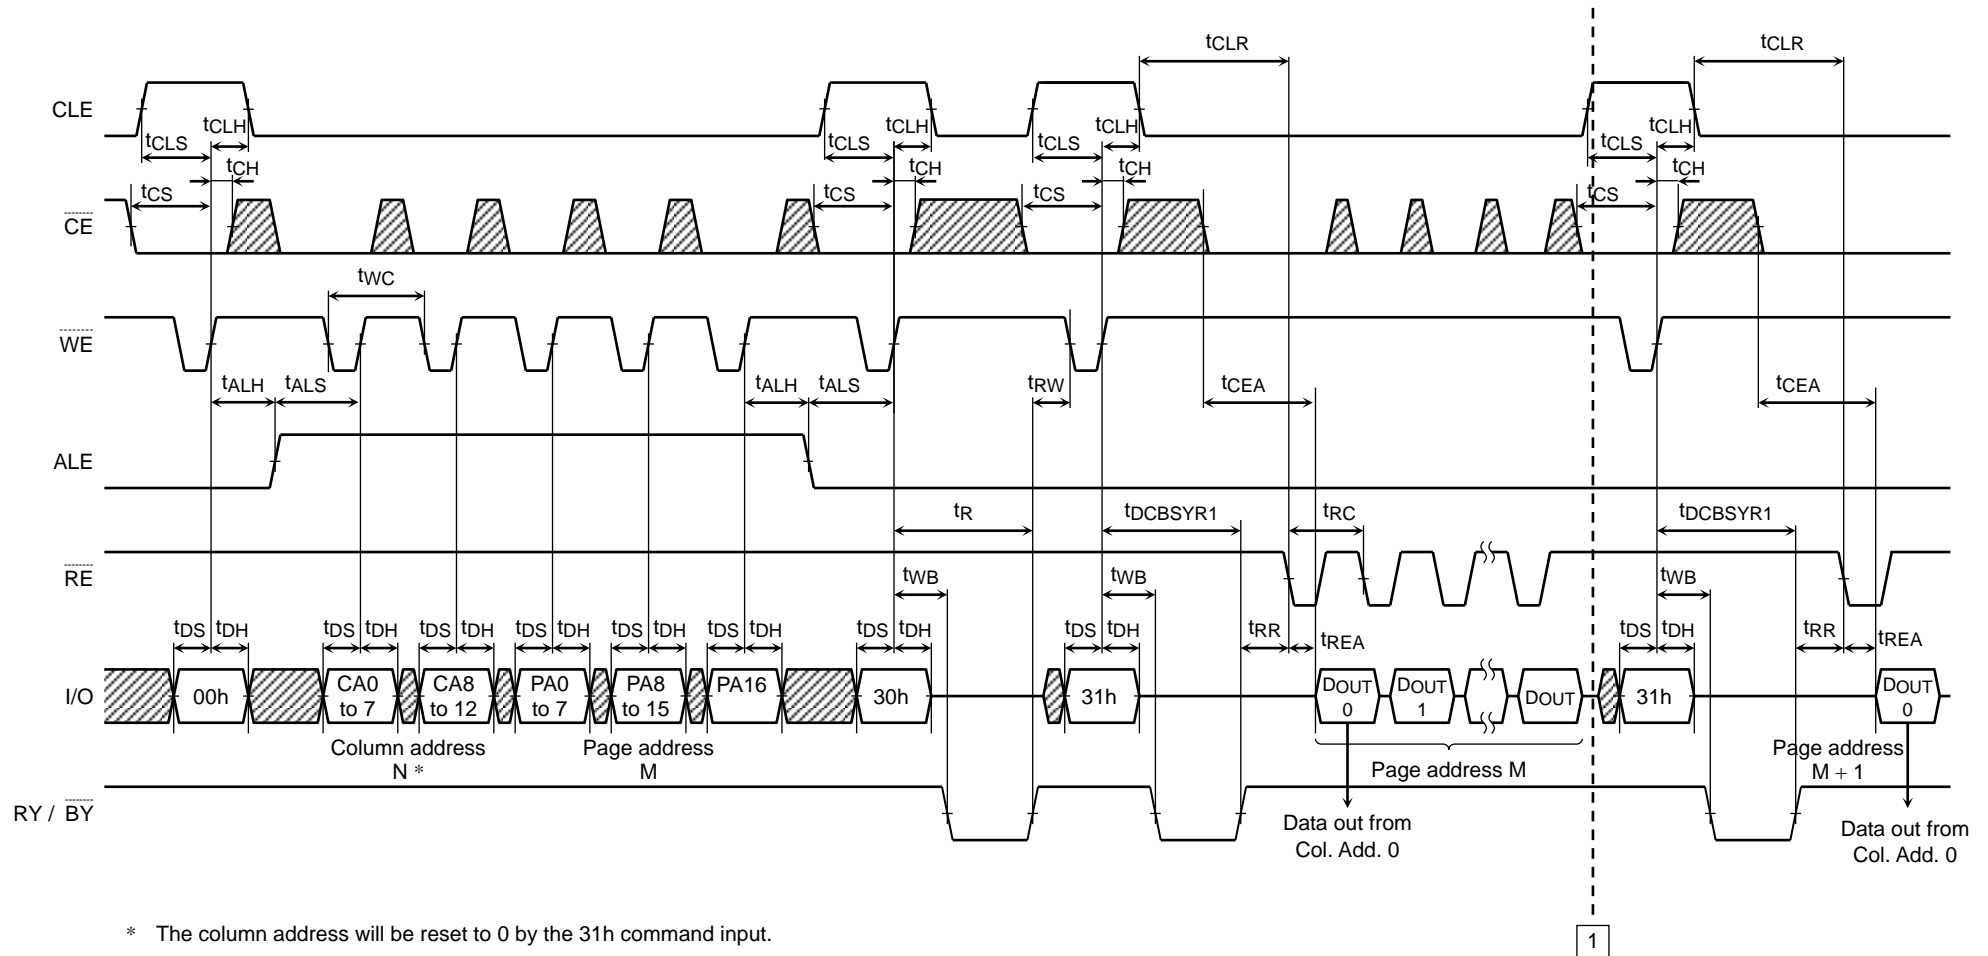 tCLR tCLR
CLE
tCLS tCLH tCLS tCLH tCLS tCLH tCLS tCLH
tCS tCH tCS tCH tCS tCH tCS tCH
CE
tWC
WE
tALH tALS tALH tALS tRW tCEA tCEA
ALE
tR tDCBSYR1 tRC tDCBSYR1
RE
tWB tWB tWB
tDS tDH tDS tDH tDS tDH tDS tDH tDS tDH tDS tDH tDS tDH tDS tDH tRR tREA tDS tDH tRR tREA
I/O
00h
CA0
to 7
CA8
to 12
PA0
to 7
PA8
to 15
PA16
30h
31h
DOUT
0
DOUT
1
DOUT
31h
DOUT
0
Column address
N *
Page address
M
Page address M
Page address
M + 1
RY / BY
Data out from
Col. Add. 0
Data out from
Col. Add. 0
* The column address will be reset to 0 by the 31h command input.
1